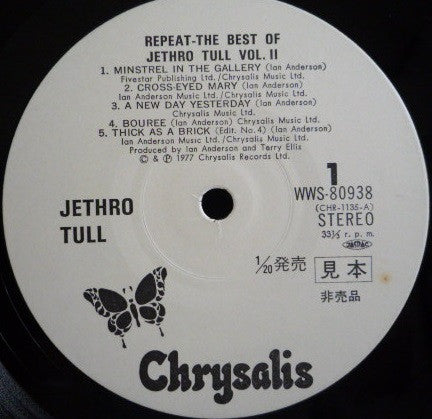 REPEAT-THE BEST OF
JETHRO TULL VOL. II
1. MINSTREL IN THE GALLERY (Ian Anderson)
Fivestar Publishing Ltd./Chrysalis Music Ltd.
2. CROSS-EYED MARY (Ian Anderson)
Ian Anderson Music Ltd./Chrysalis Music Ltd.
3. A NEW DAY YESTERDAY (Ian Anderson)
Chrysalis Music Ltd.
4. BOUREE (Ian Anderson) Chrysalis Music Ltd.
5. THICK AS A BRICK (Edit. No. 4) (Ian Anderson)
Ian Anderson Music Ltd./Chrysalis Music Ltd.
Produced by Ian Anderson and Terry Ellis
© & ℗ 1977 Chrysalis Records Ltd.
1
WWS-80938
(CHR-1135-A)
STEREO
33⅓ r. p. m.
JASRAC
JETHRO
TULL
1/20発売
見本
非売品
Chrysalis